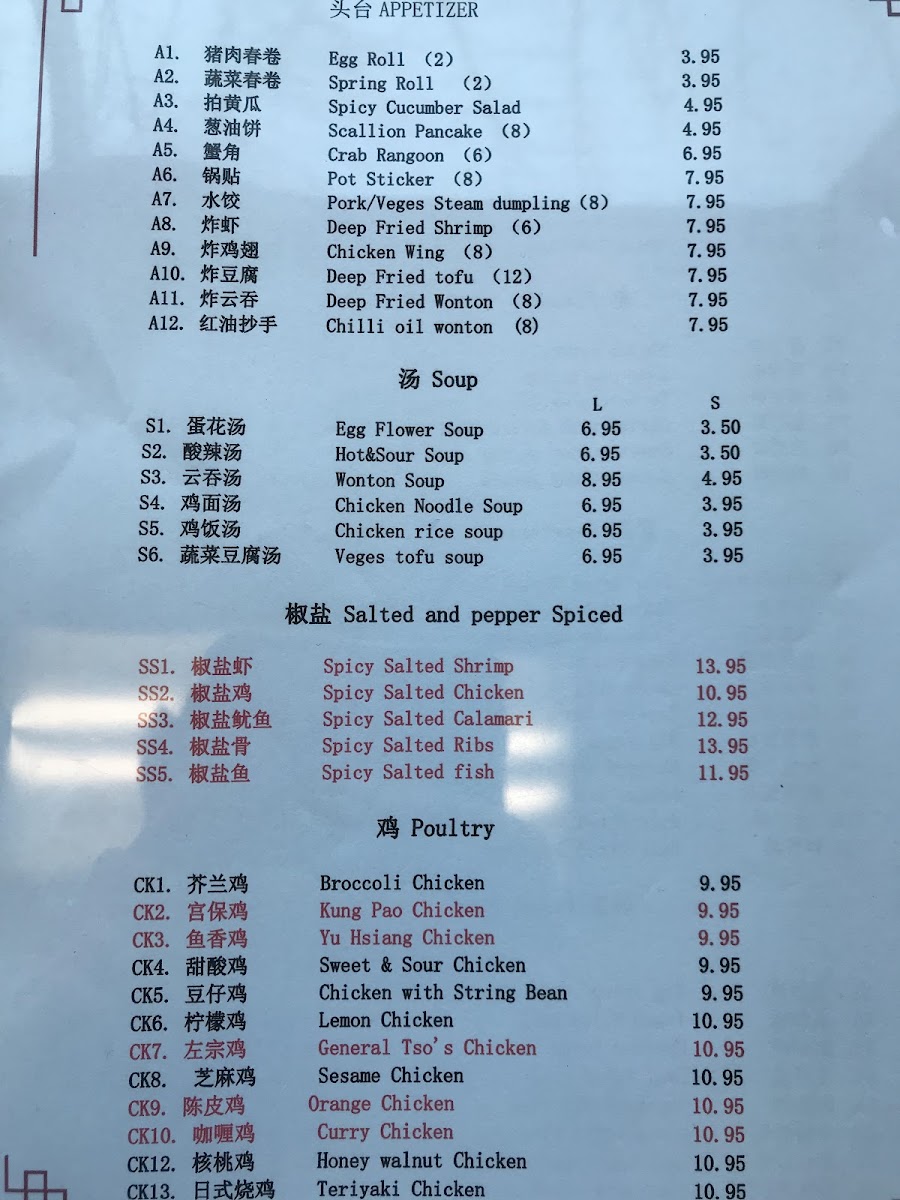 头台 APPETIZER
A1. 猪肉春卷 Egg Roll (2) 3.95
A2. 蔬菜春卷 Spring Roll (2) 3.95
A3. 拍黄瓜 Spicy Cucumber Salad 4.95
A4. 葱油饼 Scallion Pancake (8) 4.95
A5. 蟹角 Crab Rangoon (6) 6.95
A6. 锅贴 Pot Sticker (8) 7.95
A7. 水饺 Pork/Veges Steam dumpling (8) 7.95
A8. 炸虾 Deep Fried Shrimp (6) 7.95
A9. 炸鸡翅 Chicken Wing (8) 7.95
A10. 炸豆腐 Deep Fried tofu (12) 7.95
A11. 炸云吞 Deep Fried Wonton (8) 7.95
A12. 红油抄手 Chilli oil wonton (8) 7.95
汤 Soup
L S
S1. 蛋花汤 Egg Flower Soup 6.95 3.50
S2. 酸辣汤 Hot&Sour Soup 6.95 3.50
S3. 云吞汤 Wonton Soup 8.95 4.95
S4. 鸡面汤 Chicken Noodle Soup 6.95 3.95
S5. 鸡饭汤 Chicken rice soup 6.95 3.95
S6. 蔬菜豆腐汤 Veges tofu soup 6.95 3.95
椒盐 Salted and pepper Spiced
SS1. 椒盐虾 Spicy Salted Shrimp 13.95
SS2. 椒盐鸡 Spicy Salted Chicken 10.95
SS3. 椒盐鱿鱼 Spicy Salted Calamari 12.95
SS4. 椒盐骨 Spicy Salted Ribs 13.95
SS5. 椒盐鱼 Spicy Salted fish 11.95
鸡 Poultry
CK1. 芥兰鸡 Broccoli Chicken 9.95
CK2. 宫保鸡 Kung Pao Chicken 9.95
CK3. 鱼香鸡 Yu Hsiang Chicken 9.95
CK4. 甜酸鸡 Sweet & Sour Chicken 9.95
CK5. 豆仔鸡 Chicken with String Bean 9.95
CK6. 柠檬鸡 Lemon Chicken 10.95
CK7. 左宗鸡 General Tso's Chicken 10.95
CK8. 芝麻鸡 Sesame Chicken 10.95
CK9. 陈皮鸡 Orange Chicken 10.95
CK10. 咖喱鸡 Curry Chicken 10.95
CK12. 核桃鸡 Honey walnut Chicken 10.95
CK13. 日式烧鸡 Teriyaki Chicken 10.95